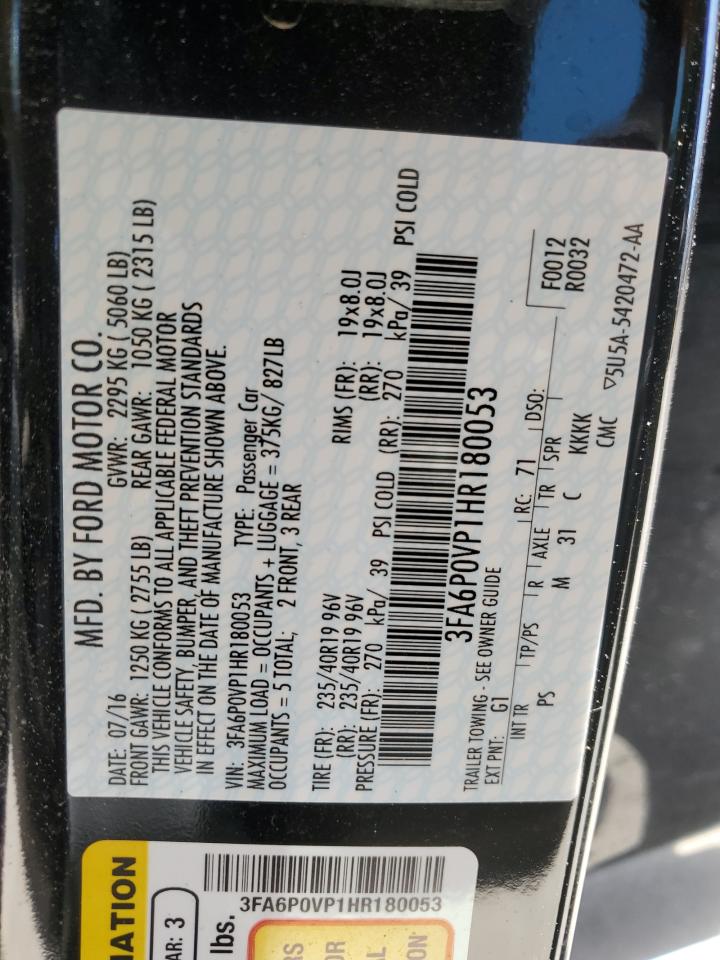 MFD. BY FORD MOTOR CO.
DATE: 07/16 GVWR: 2295 KG ( 5060 LB)
FRONT GAWR: 1250 KG ( 2755 LB) REAR GAWR: 1050 KG ( 2315 LB)
THIS VEHICLE CONFORMS TO ALL APPLICABLE FEDERAL MOTOR
VEHICLE SAFETY, BUMPER, AND THEFT PREVENTION STANDARDS
IN EFFECT ON THE DATE OF MANUFACTURE SHOWN ABOVE.
VIN: 3FA6P0VP1HR180053 TYPE: Passenger Car
MAXIMUM LOAD = OCCUPANTS + LUGGAGE = 375KG/ 827LB
OCCUPANTS = 5 TOTAL; 2 FRONT, 3 REAR
TIRE (FR): 235/40R19 96V RIMS (FR): 19x8.0J
(RR): 235/40R19 96V (RR): 19x8.0J
PRESSURE (FR): 270 kPa/ 39 PSI COLD (RR): 270 kPa/ 39 PSI COLD
3FA6P0VP1HR180053
TRAILER TOWING - SEE OWNER GUIDE
EXT PNT: G1 RC: 71 DSO: F0012
R0032
INT TR TP/PS R AXLE TR SPR
PS M 31 C KKKK
CMC ▽5U5A-5420472-AA
MATION
AR: 3
lbs.
3FA6P0VP1HR180053
RS
OR
AL
ION